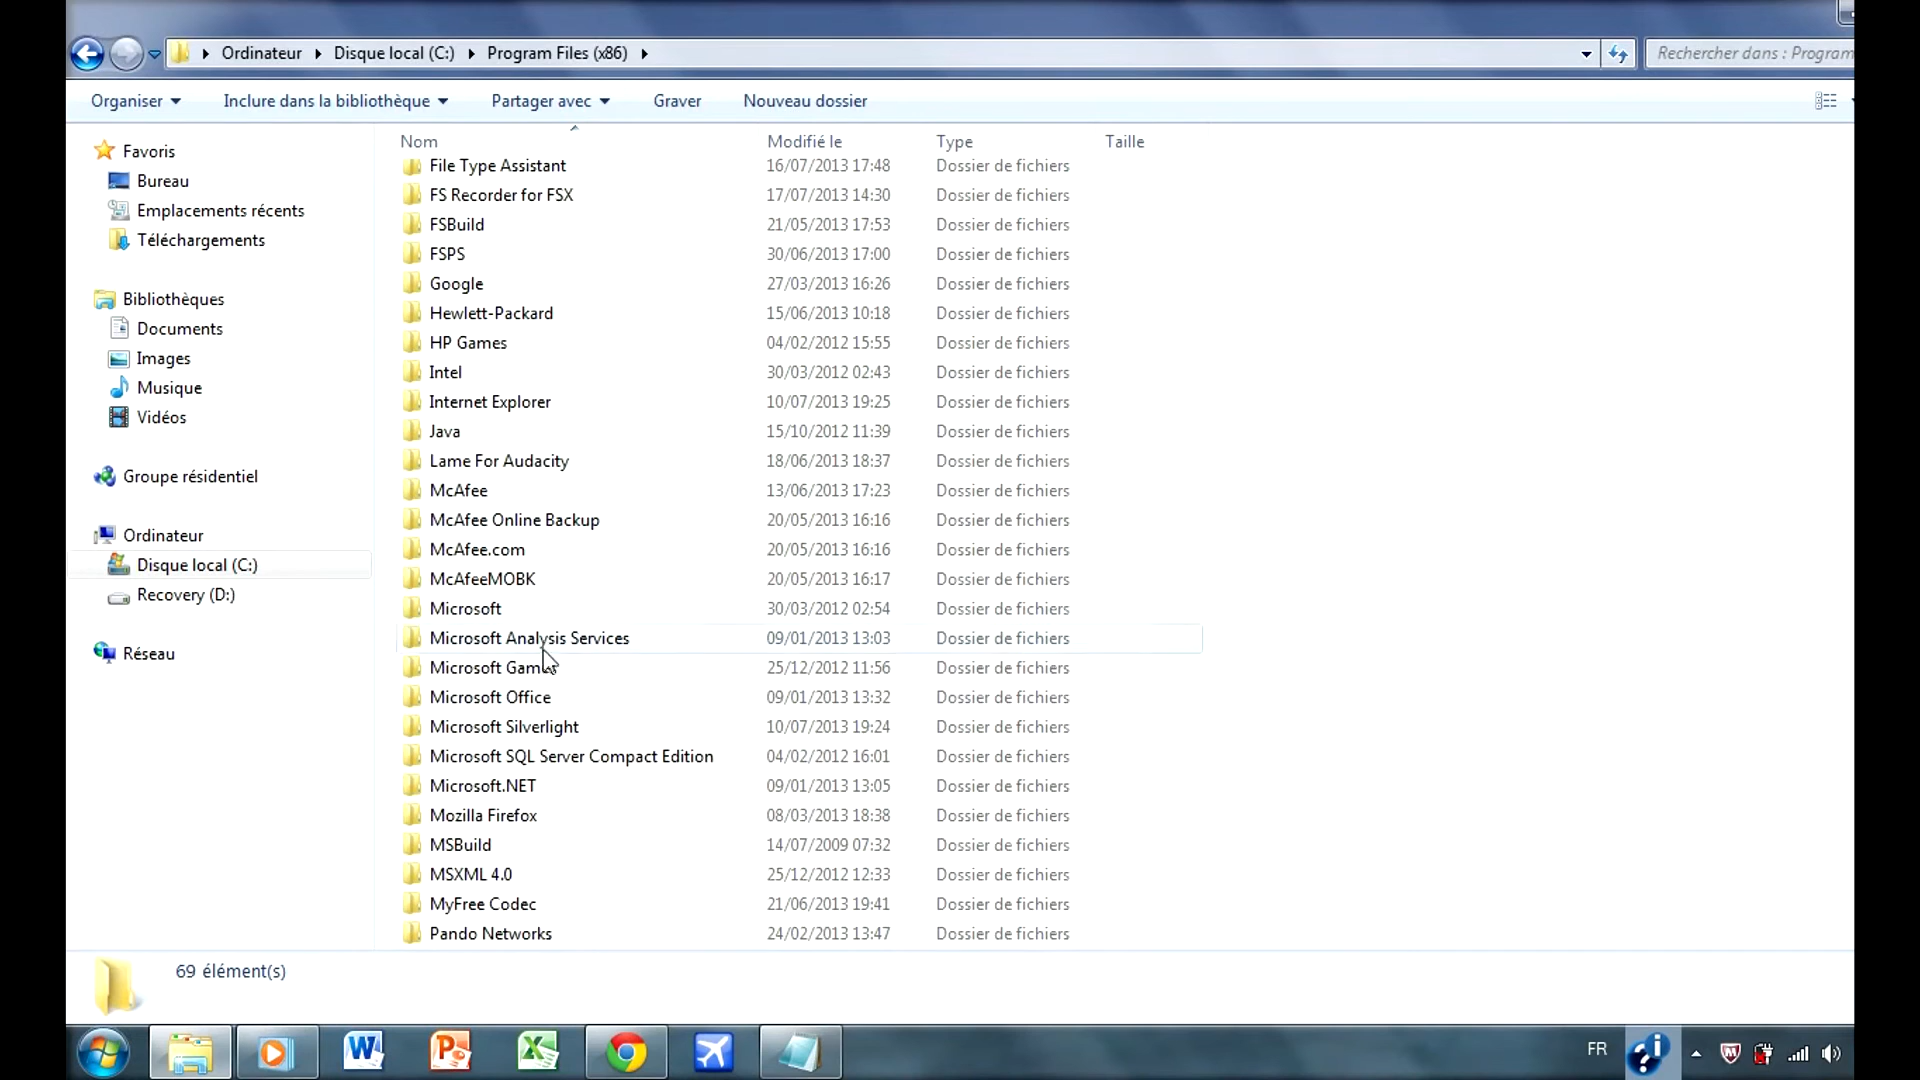 Ordinateur Disque local (C:) Program Files (x86) Rechercher dans : Program
Organiser Inclure dans la bibliothèque Partager avec Graver Nouveau dossier
Favoris
Bureau
Emplacements récents
Téléchargements
Bibliothèques
Documents
Images
Musique
Vidéos
Groupe résidentiel
Ordinateur
Disque local (C:)
Recovery (D:)
Réseau
Nom Modifié le Type Taille
File Type Assistant 16/07/2013 17:48 Dossier de fichiers
FS Recorder for FSX 17/07/2013 14:30 Dossier de fichiers
FSBuild 21/05/2013 17:53 Dossier de fichiers
FSPS 30/06/2013 17:00 Dossier de fichiers
Google 27/03/2013 16:26 Dossier de fichiers
Hewlett-Packard 15/06/2013 10:18 Dossier de fichiers
HP Games 04/02/2012 15:55 Dossier de fichiers
Intel 30/03/2012 02:43 Dossier de fichiers
Internet Explorer 10/07/2013 19:25 Dossier de fichiers
Java 15/10/2012 11:39 Dossier de fichiers
Lame For Audacity 18/06/2013 18:37 Dossier de fichiers
McAfee 13/06/2013 17:23 Dossier de fichiers
McAfee Online Backup 20/05/2013 16:16 Dossier de fichiers
McAfee.com 20/05/2013 16:16 Dossier de fichiers
McAfeeMOBK 20/05/2013 16:17 Dossier de fichiers
Microsoft 30/03/2012 02:54 Dossier de fichiers
Microsoft Analysis Services 09/01/2013 13:03 Dossier de fichiers
Microsoft Games 25/12/2012 11:56 Dossier de fichiers
Microsoft Office 09/01/2013 13:32 Dossier de fichiers
Microsoft Silverlight 10/07/2013 19:24 Dossier de fichiers
Microsoft SQL Server Compact Edition 04/02/2012 16:01 Dossier de fichiers
Microsoft.NET 09/01/2013 13:05 Dossier de fichiers
Mozilla Firefox 08/03/2013 18:38 Dossier de fichiers
MSBuild 14/07/2009 07:32 Dossier de fichiers
MSXML 4.0 25/12/2012 12:33 Dossier de fichiers
MyFree Codec 21/06/2013 19:41 Dossier de fichiers
Pando Networks 24/02/2013 13:47 Dossier de fichiers
69 élément(s)
FR